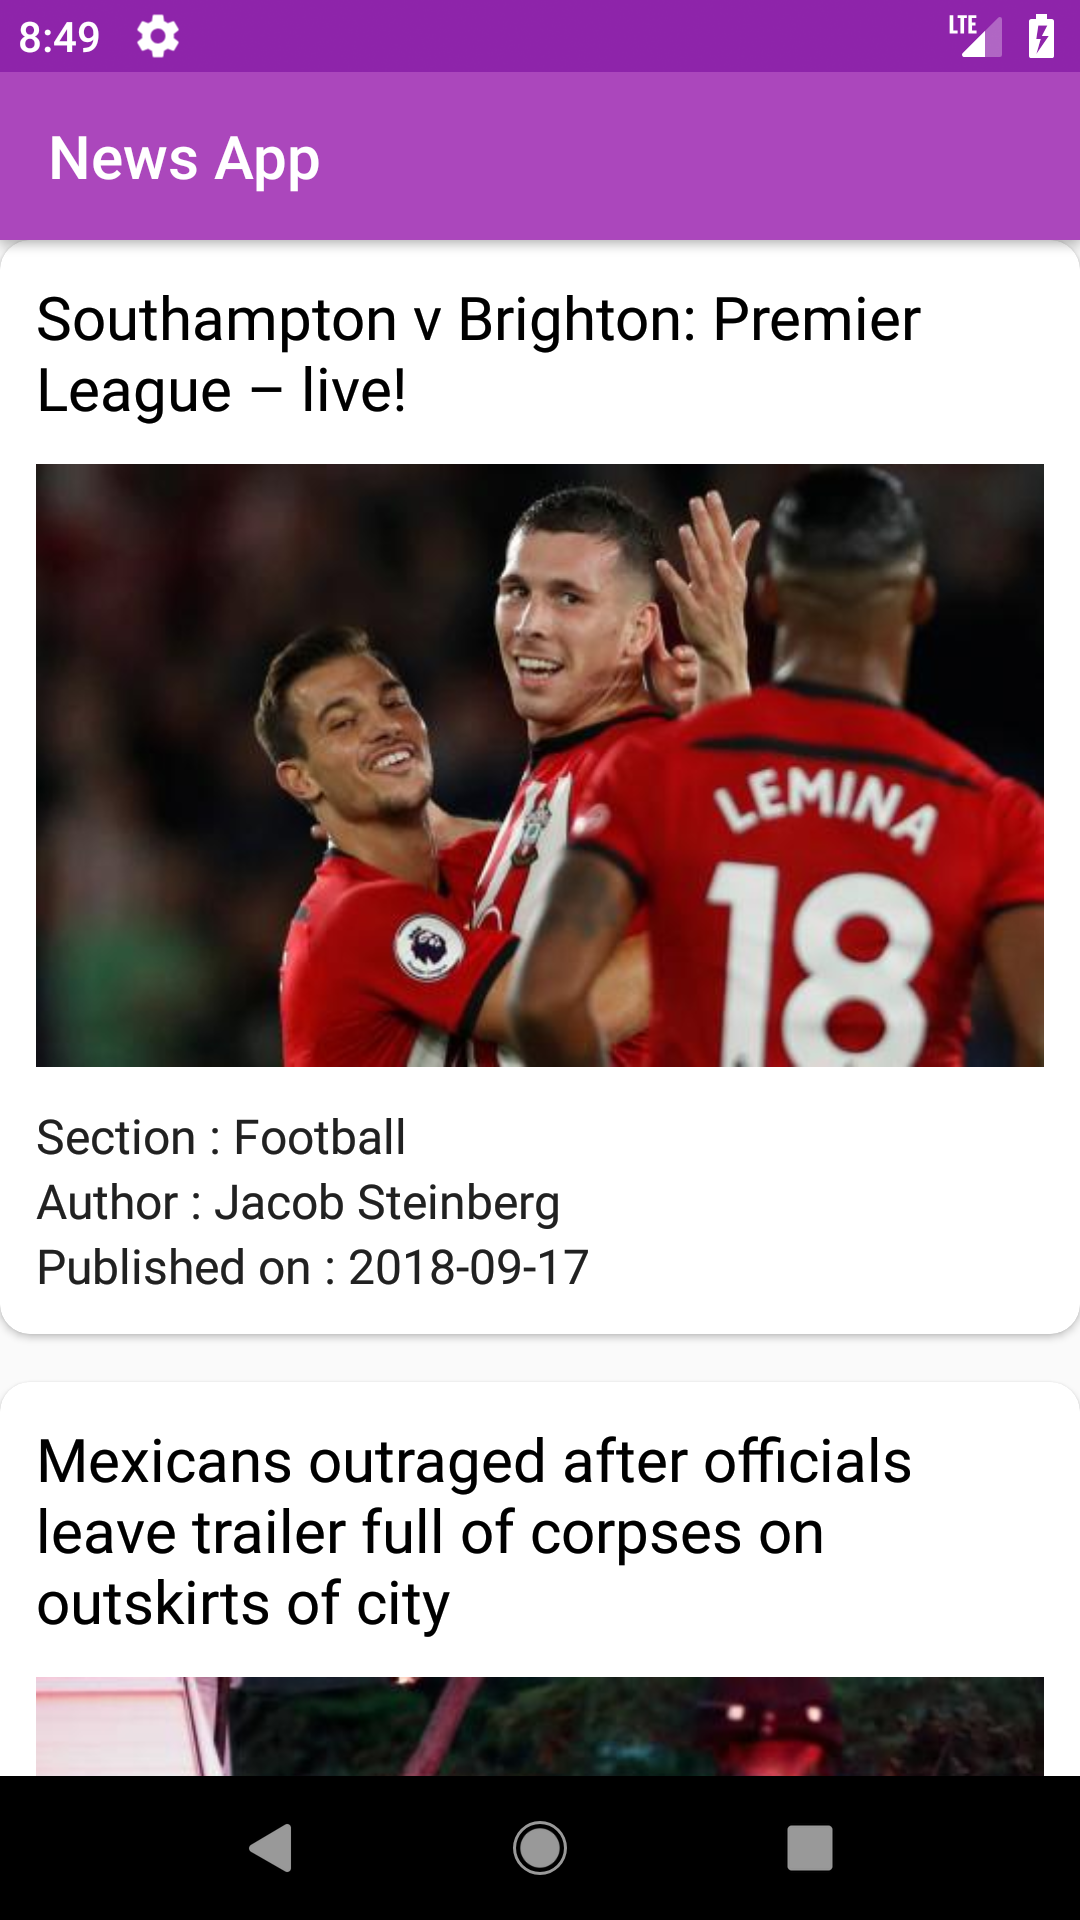 8:49
LTE
News App
Southampton v Brighton: Premier
League – live!
LEMINA
18
Section : Football
Author : Jacob Steinberg
Published on : 2018-09-17
Mexicans outraged after officials
leave trailer full of corpses on
outskirts of city